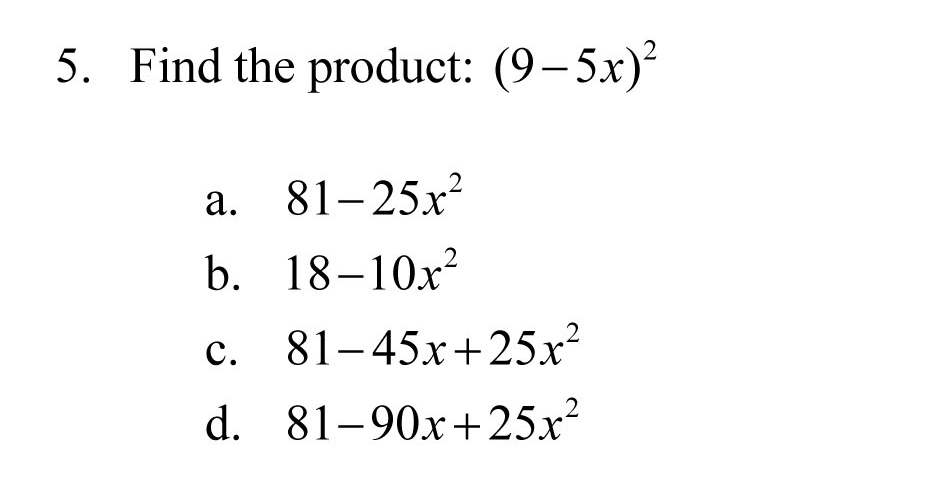 5. Find the product: (9−5x)²
a. 81−25x²
b. 18−10x²
c. 81−45x+25x²
d. 81−90x+25x²